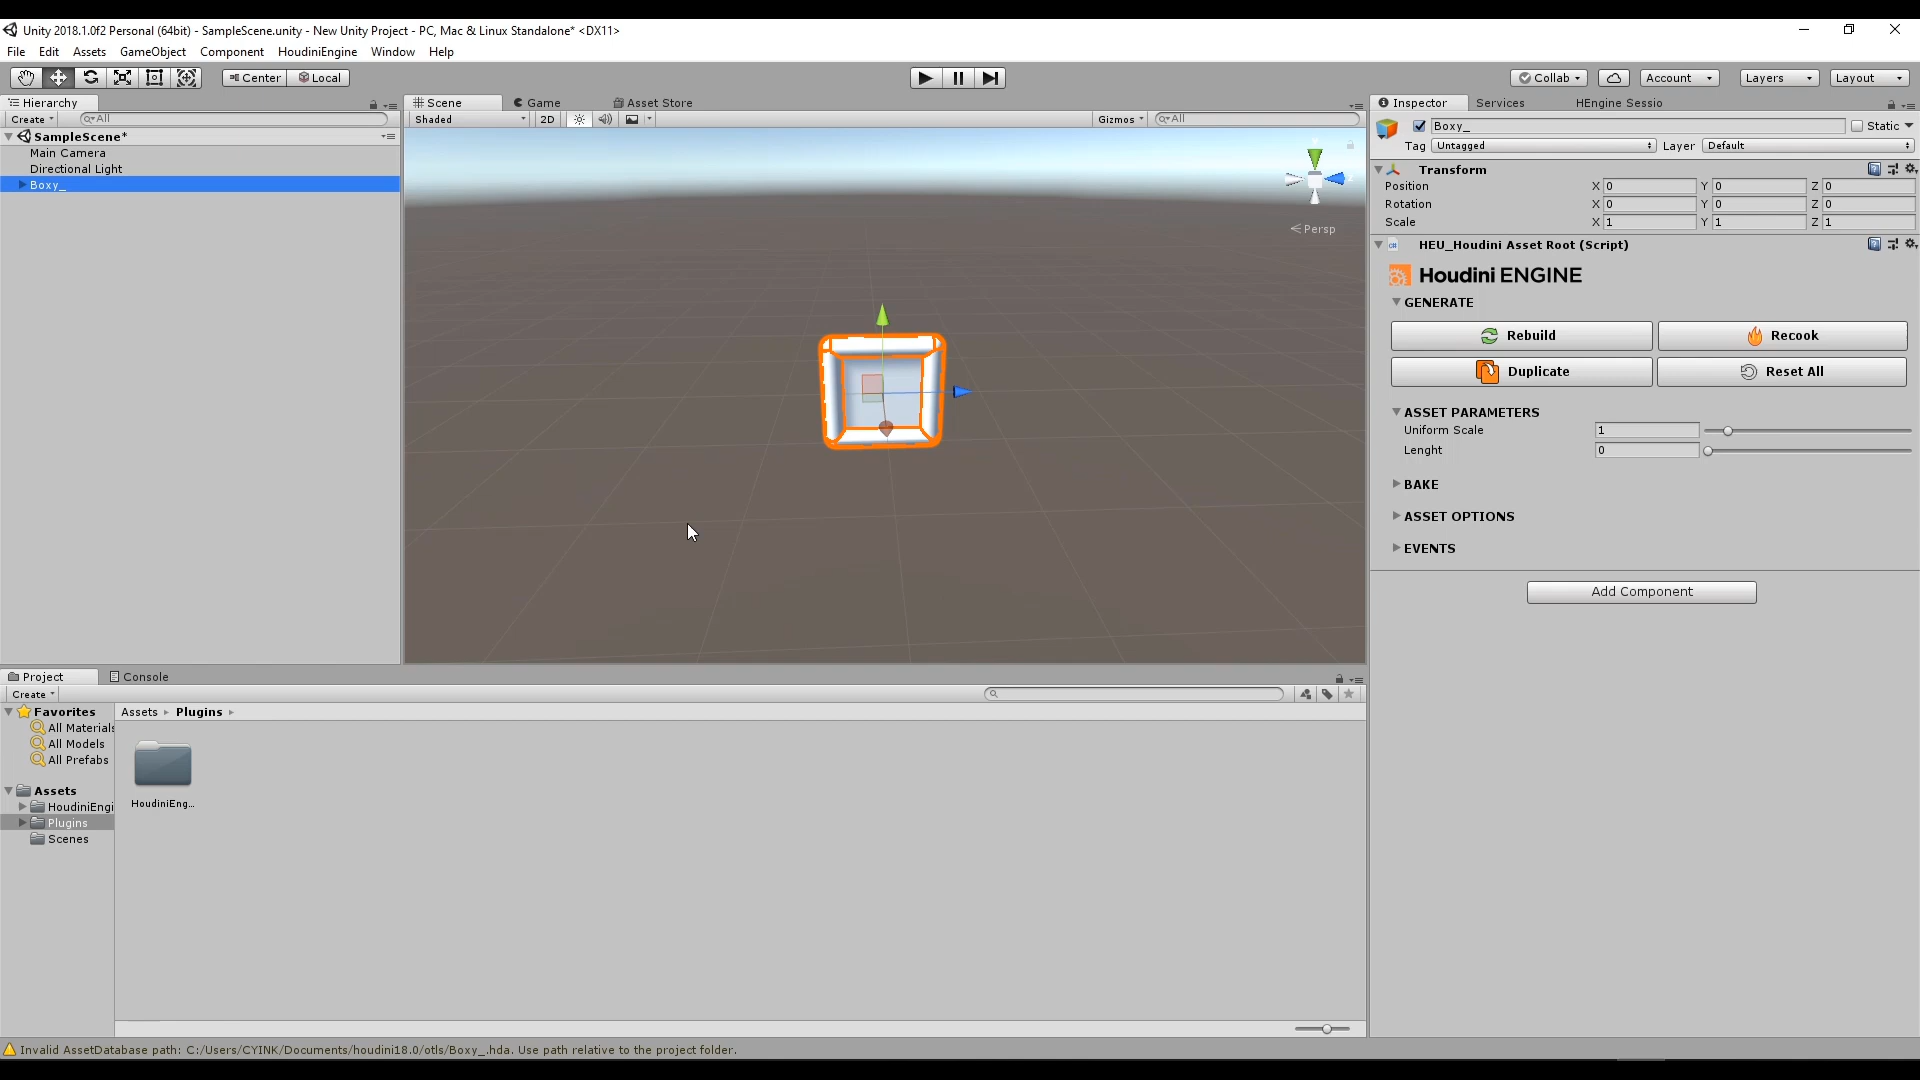 Unity 2018.1.0f2 Personal (64bit) - SampleScene.unity - New Unity Project - PC, Mac & Linux Standalone* <DX11>
File Edit Assets GameObject Component HoudiniEngine Window Help
Center Local Collab Account Layers Layout
Hierarchy
Create All
SampleScene*
Main Camera
Directional Light
Boxy_
Scene Game Asset Store
Shaded 2D Gizmos All
Persp
Inspector Services HEngine Sessio
Boxy_ Static
Tag Untagged Layer Default
Transform
Position X 0 Y 0 Z 0
Rotation X 0 Y 0 Z 0
Scale X 1 Y 1 Z 1
HEU_Houdini Asset Root (Script)
Houdini ENGINE
GENERATE
Rebuild Recook
Duplicate Reset All
ASSET PARAMETERS
Uniform Scale 1
Lenght 0
BAKE
ASSET OPTIONS
EVENTS
Add Component
Project Console
Create
Favorites
All Materials
All Models
All Prefabs
Assets
HoudiniEngi
Plugins
Scenes
Assets Plugins
HoudiniEng...
Invalid AssetDatabase path: C:/Users/CYINK/Documents/houdini18.0/otls/Boxy_.hda. Use path relative to the project folder.